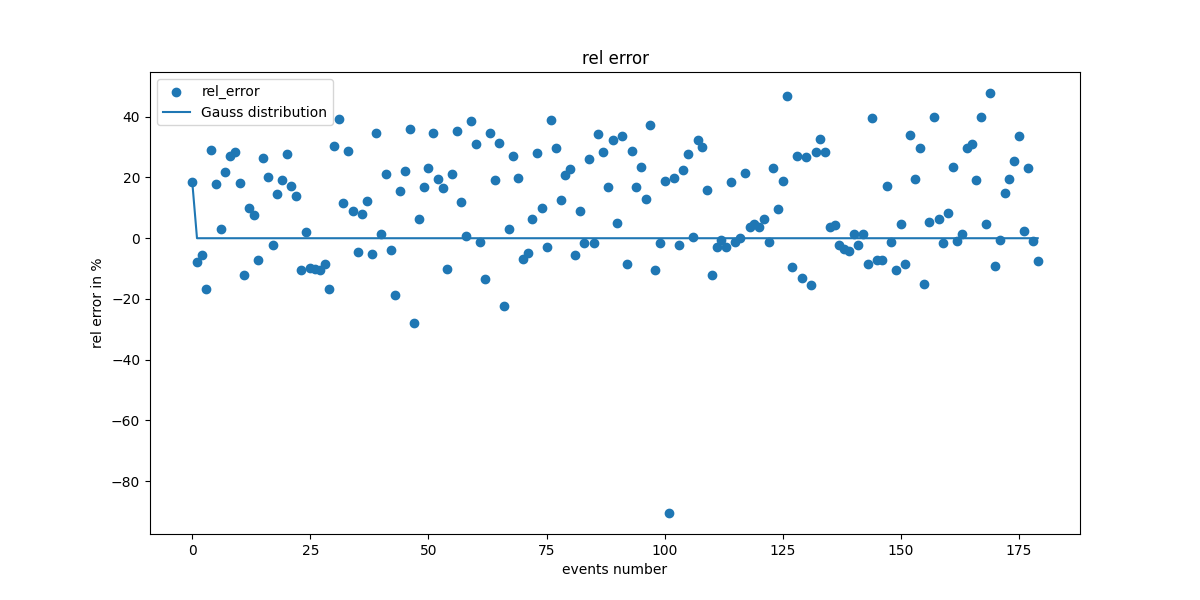 rel error
rel_error
Gauss distribution
rel error in %
40
20
0
−20
−40
−60
−80
0 25 50 75 100 125 150 175
events number